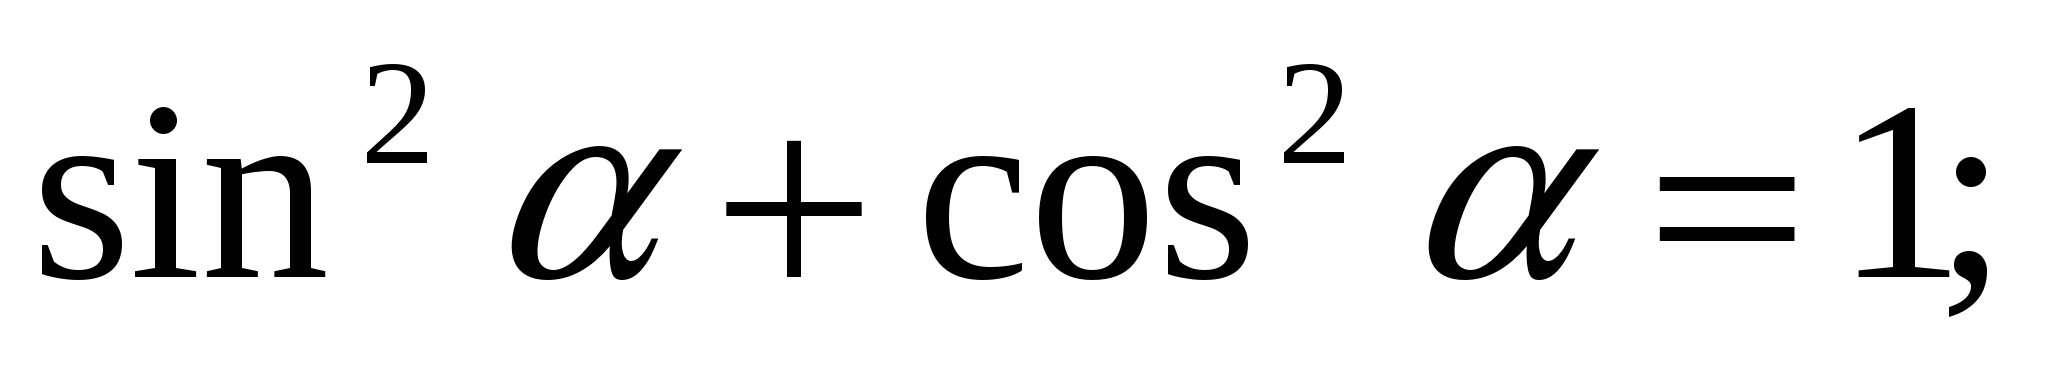 sin² α + cos² α = 1;